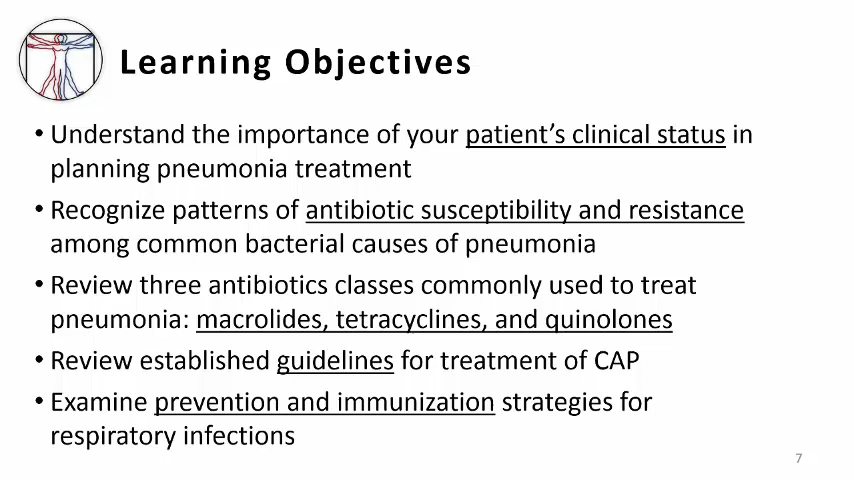 Learning Objectives
• Understand the importance of your patient's clinical status in
planning pneumonia treatment
• Recognize patterns of antibiotic susceptibility and resistance
among common bacterial causes of pneumonia
• Review three antibiotics classes commonly used to treat
pneumonia: macrolides, tetracyclines, and quinolones
• Review established guidelines for treatment of CAP
• Examine prevention and immunization strategies for
respiratory infections
7